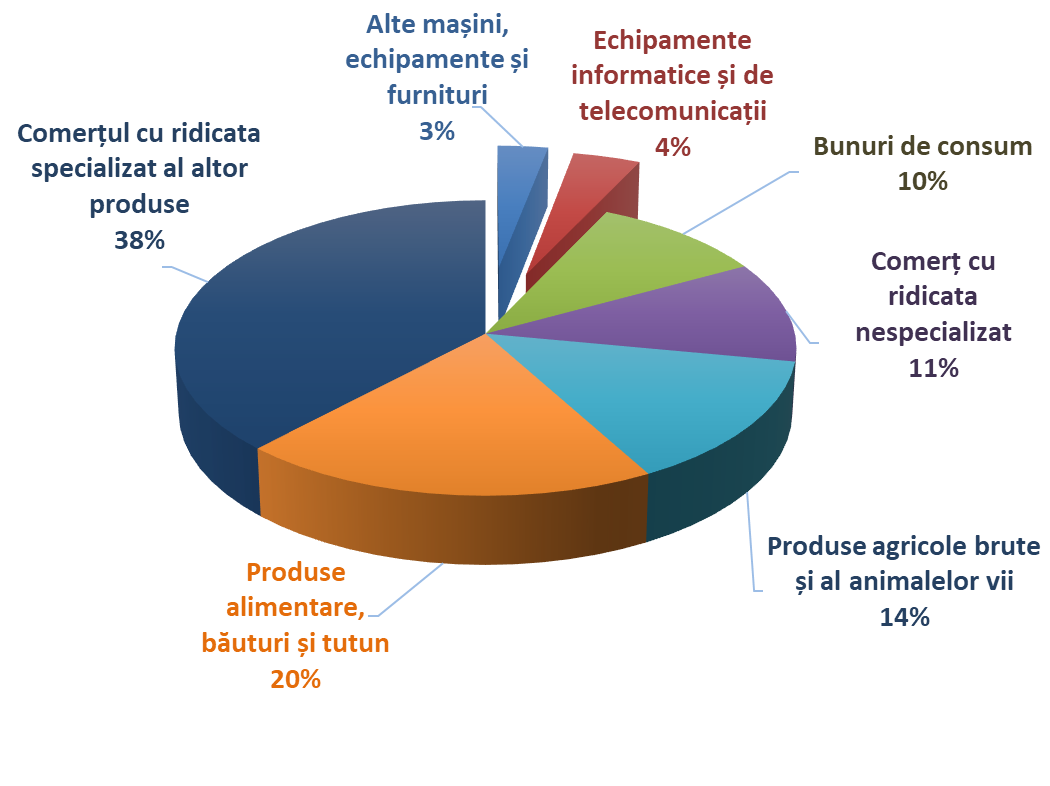 Alte mașini,
echipamente și
furnituri
3%
Echipamente
informatice și de
telecomunicații
4%
Bunuri de consum
10%
Comerț cu
ridicata
nespecializat
11%
Produse agricole brute
și al animalelor vii
14%
Produse
alimentare,
băuturi și tutun
20%
Comerțul cu ridicata
specializat al altor
produse
38%